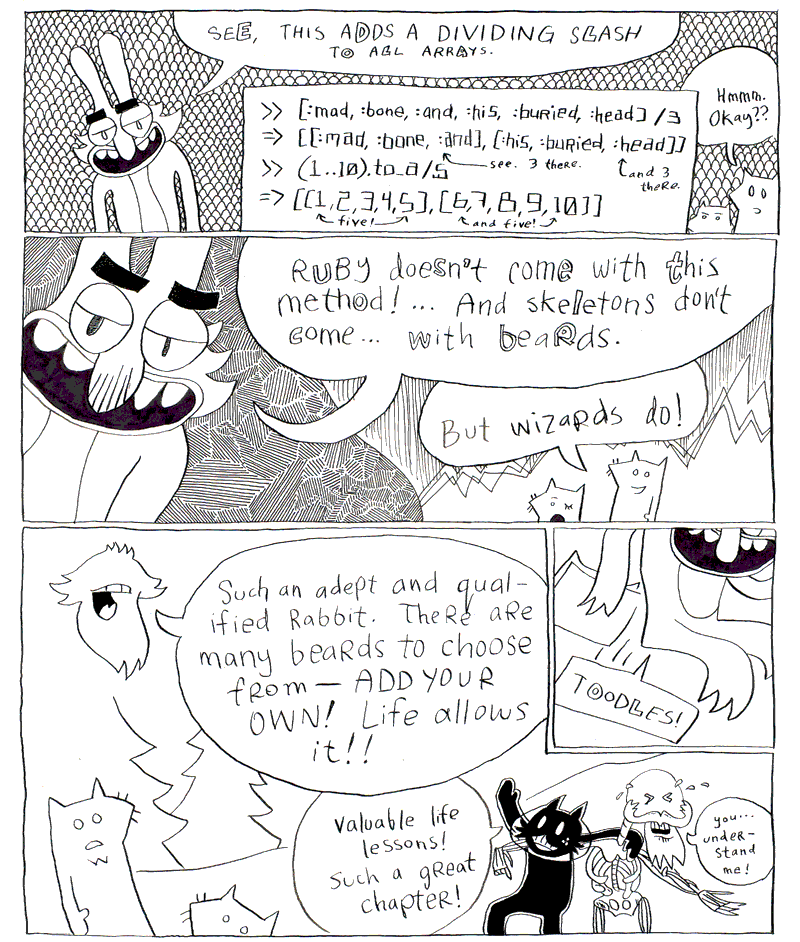 SEE, THIS ADDS A DIVIDING SLASH
TO ALL ARRAYS.
Hmmm.
Okay??
>> [:mad, :bone, :and, :his, :buried, :head] /3
=> [[:mad, :bone, :and], [:his, :buried, :head]]
see. 3 there.
and 3
there.
>> (1..10).to_a/5
=> [[1,2,3,4,5],[6,7,8,9,10]]
five!
and five!
RUBY doesn't come with this
method!... And skeletons don't
come... with beards.
But wizards do!
Such an adept and qual-
ified Rabbit. There are
many beards to choose
from — ADD YOUR
OWN! Life allows
it!!
TOODLES!
Valuable life
lessons!
Such a great
chapter!
you...
under-
stand
me!